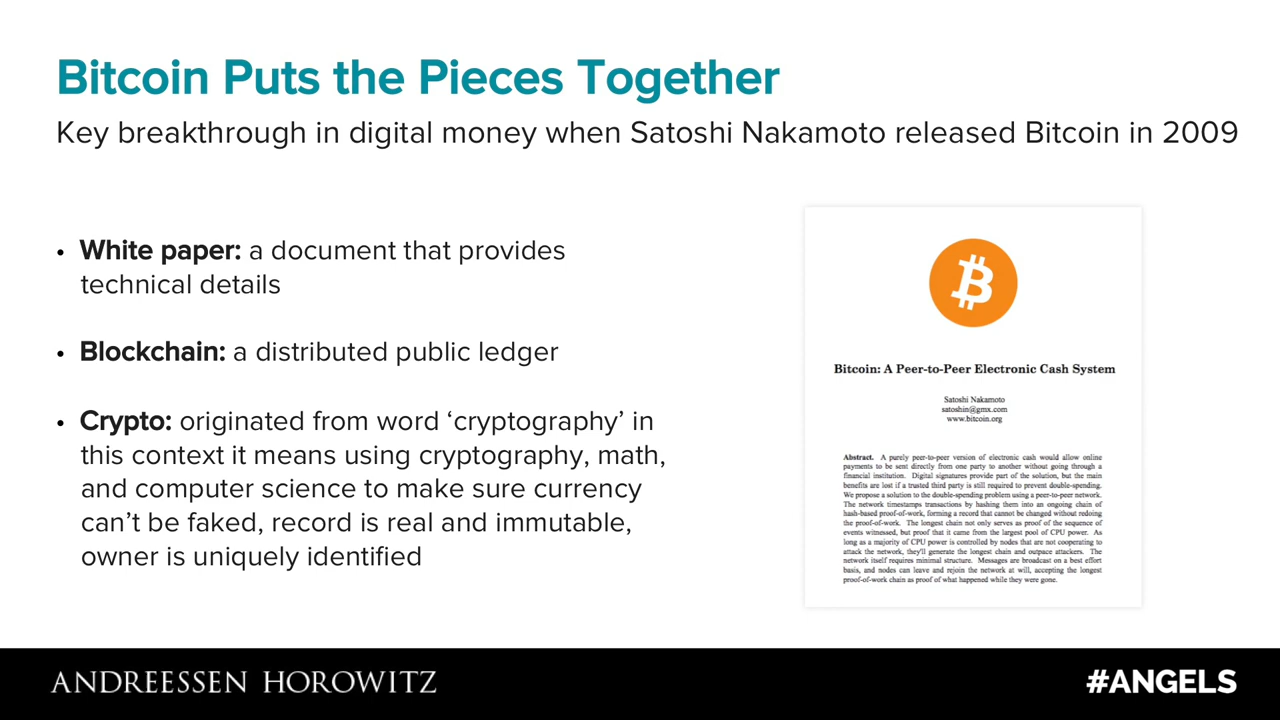 Bitcoin Puts the Pieces Together
Key breakthrough in digital money when Satoshi Nakamoto released Bitcoin in 2009
• White paper: a document that provides
technical details
• Blockchain: a distributed public ledger
• Crypto: originated from word ‘cryptography’ in
this context it means using cryptography, math,
and computer science to make sure currency
can’t be faked, record is real and immutable,
owner is uniquely identified
Bitcoin: A Peer-to-Peer Electronic Cash System
Satoshi Nakamoto
satoshin@gmx.com
www.bitcoin.org
Abstract. A purely peer-to-peer version of electronic cash would allow online
payments to be sent directly from one party to another without going through a
financial institution. Digital signatures provide part of the solution, but the main
benefits are lost if a trusted third party is still required to prevent double-spending.
We propose a solution to the double-spending problem using a peer-to-peer network.
The network timestamps transactions by hashing them into an ongoing chain of
hash-based proof-of-work, forming a record that cannot be changed without redoing
the proof-of-work. The longest chain not only serves as proof of the sequence of
events witnessed, but proof that it came from the largest pool of CPU power. As
long as a majority of CPU power is controlled by nodes that are not cooperating to
attack the network, they'll generate the longest chain and outpace attackers. The
network itself requires minimal structure. Messages are broadcast on a best effort
basis, and nodes can leave and rejoin the network at will, accepting the longest
proof-of-work chain as proof of what happened while they were gone.
ANDREESSEN HOROWITZ
#ANGELS